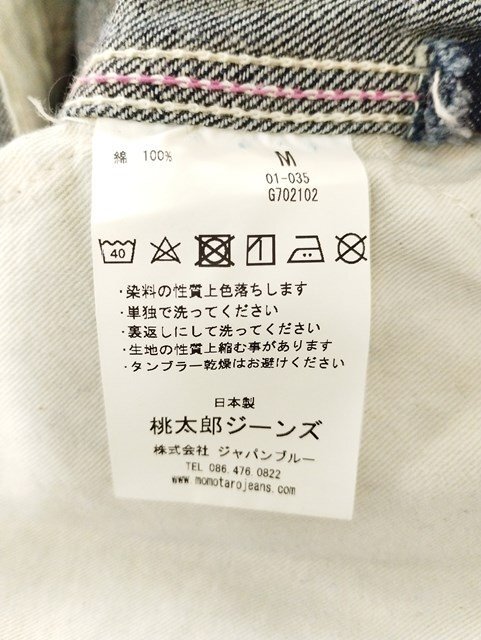 綿 100%
M
01-035
G702102
40
・染料の性質上色落ちします
・単独で洗ってください
・裏返しにして洗ってください
・生地の性質上縮む事があります
・タンブラー乾燥はお避けください
日本製
桃太郎ジーンズ
株式会社 ジャパンブルー
TEL 086.476.0822
www.momotarojeans.com